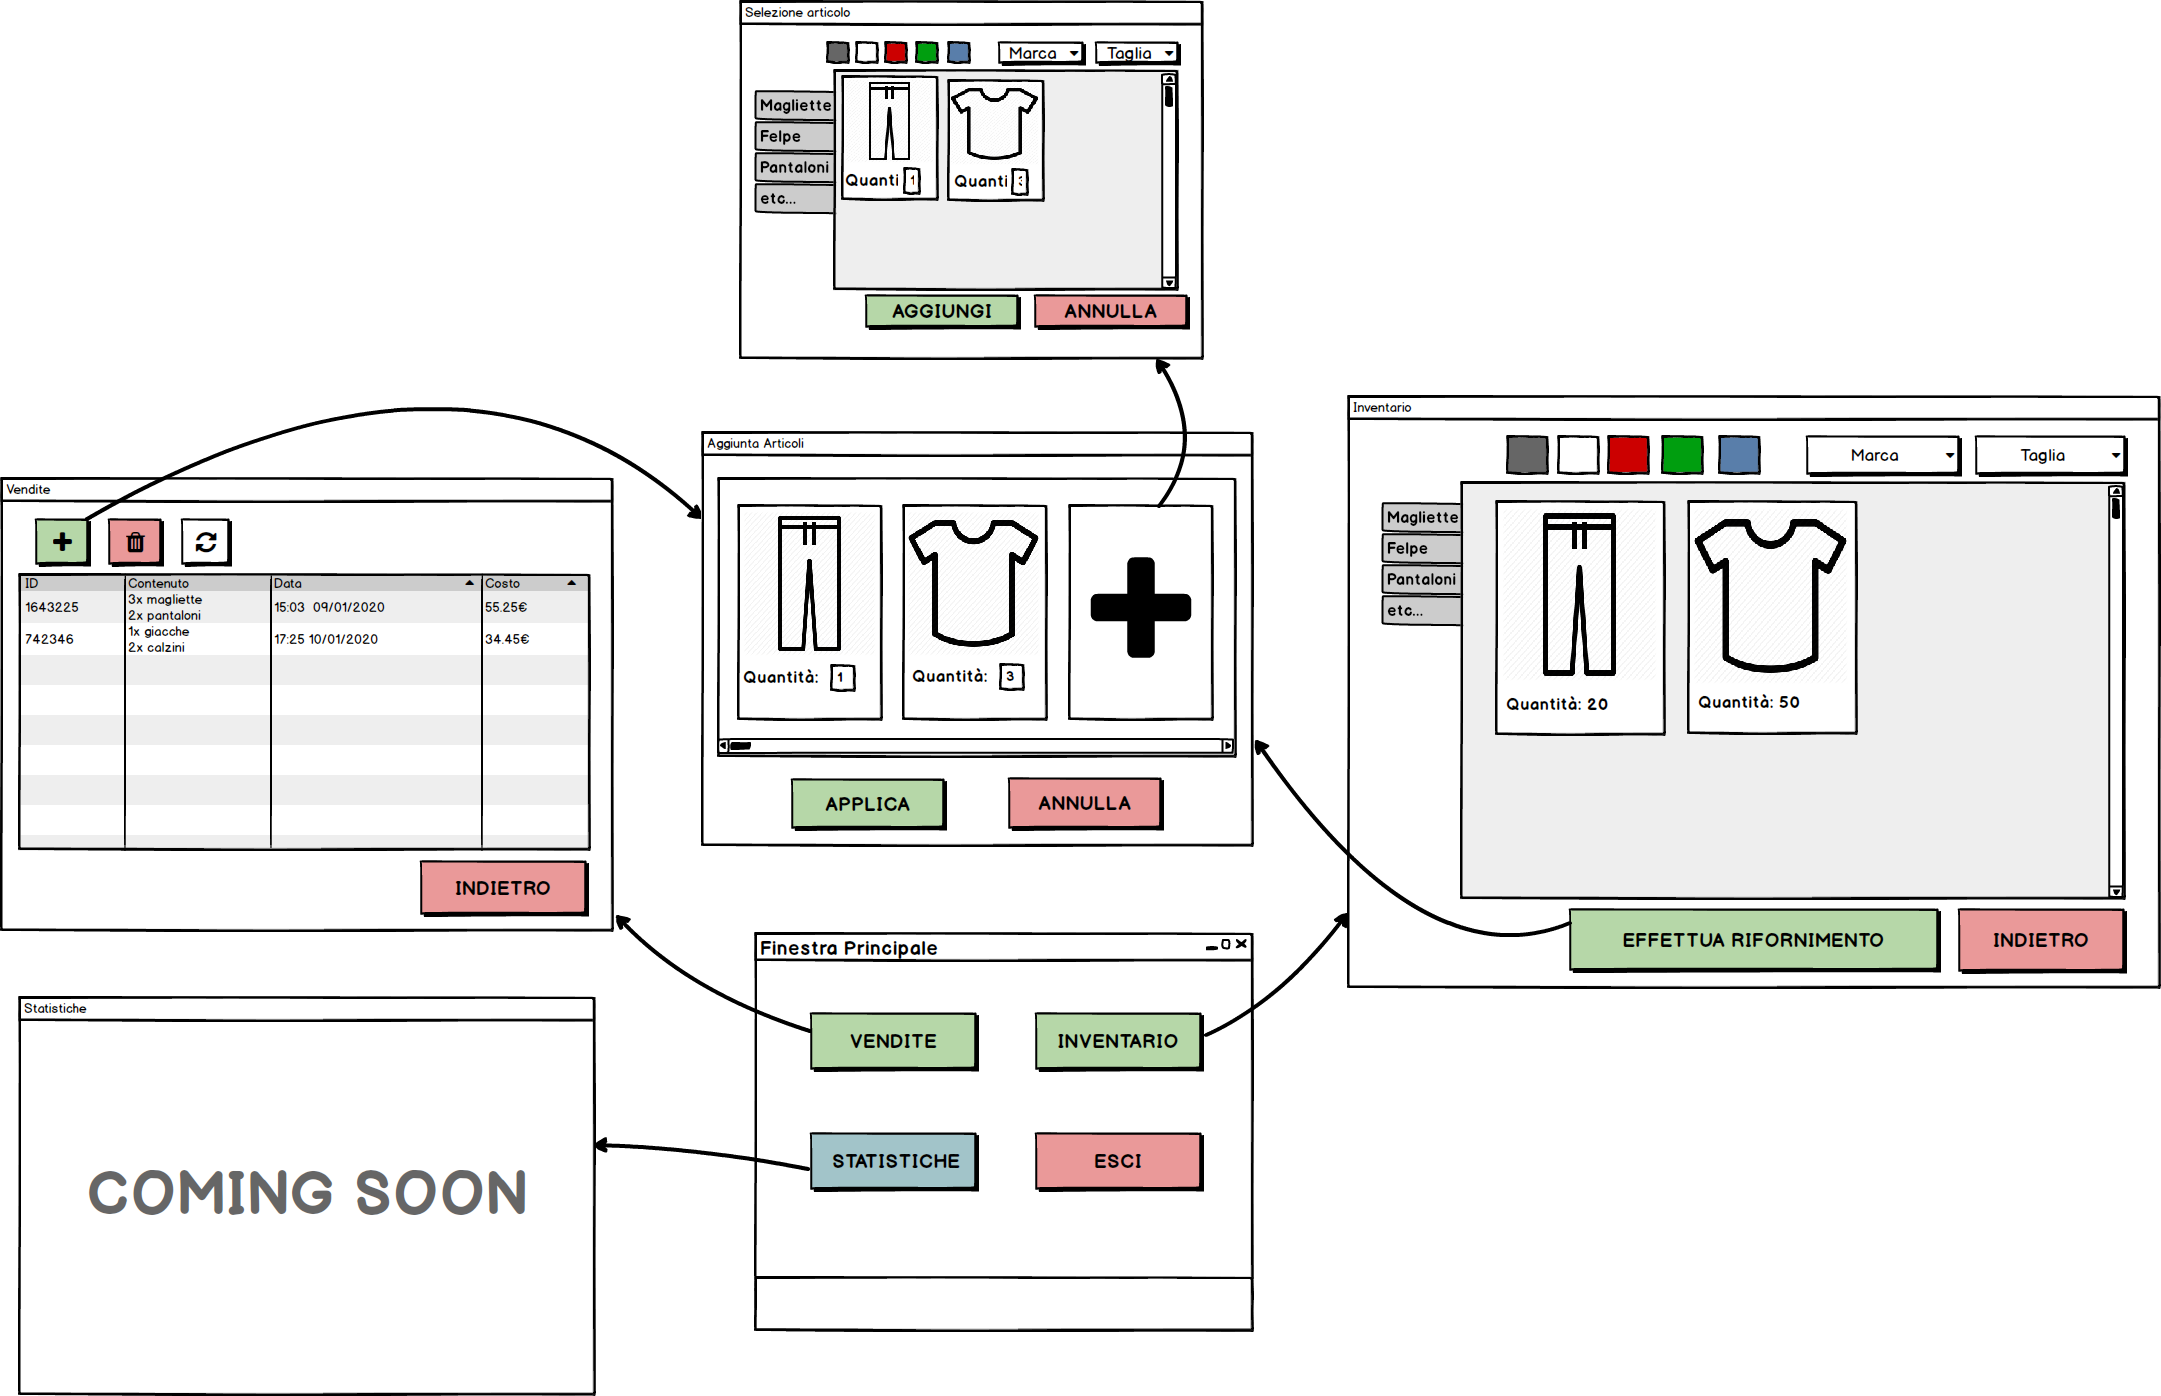 Selezione articolo
Marca
Taglia
Magliette
Felpe
Pantaloni
etc...
Quanti 1
Quanti 3
AGGIUNGI
ANNULLA
Vendite
ID
Contenuto
Data
Costo
1643225
3x magliette
2x pantaloni
15:03 09/01/2020
55.25€
742346
1x giacche
2x calzini
17:25 10/01/2020
34.45€
INDIETRO
Aggiunta Articoli
Quantità: 1
Quantità: 3
APPLICA
ANNULLA
Inventario
Marca
Taglia
Magliette
Felpe
Pantaloni
etc...
Quantità: 20
Quantità: 50
EFFETTUA RIFORNIMENTO
INDIETRO
Finestra Principale
VENDITE
INVENTARIO
STATISTICHE
ESCI
Statistiche
COMING SOON